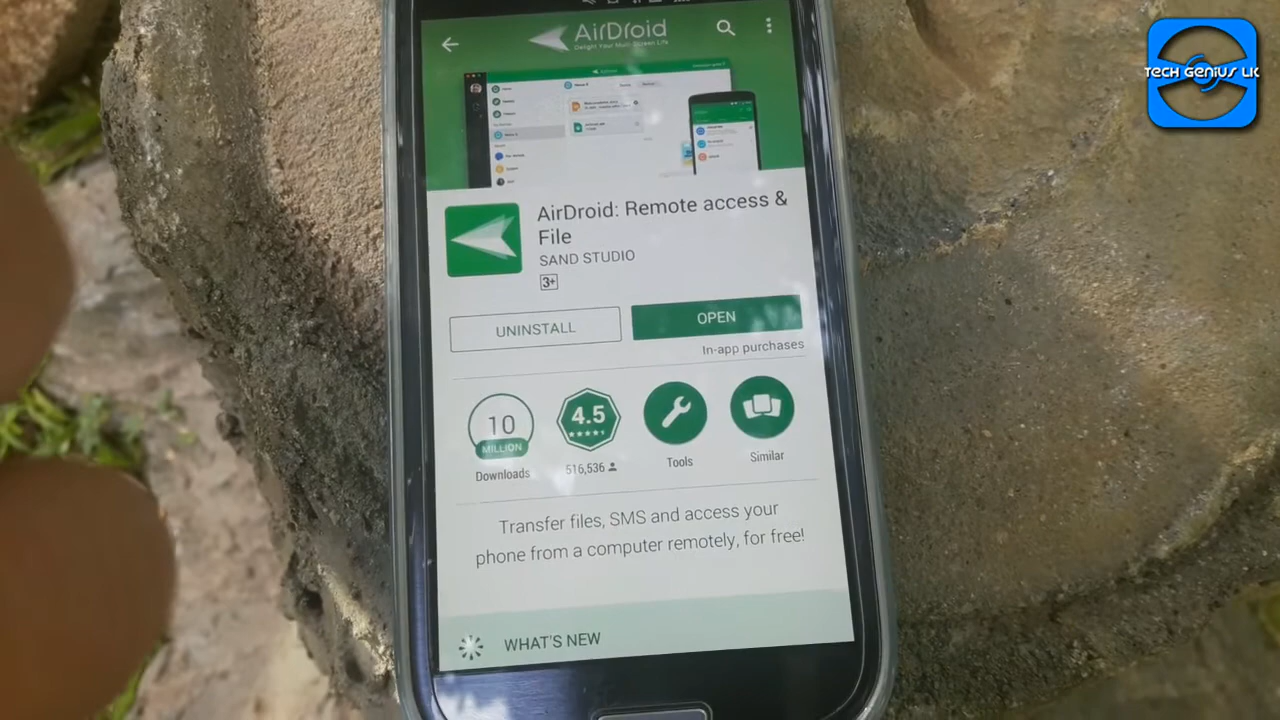 AirDroid
Delight Your Multi-Screen Life
TECH GENIUS LK
AirDroid: Remote access &
File
SAND STUDIO
3+
UNINSTALL
OPEN
In-app purchases
10
MILLION
4.5
Downloads
516,536
Tools
Similar
Transfer files, SMS and access your
phone from a computer remotely, for free!
WHAT'S NEW